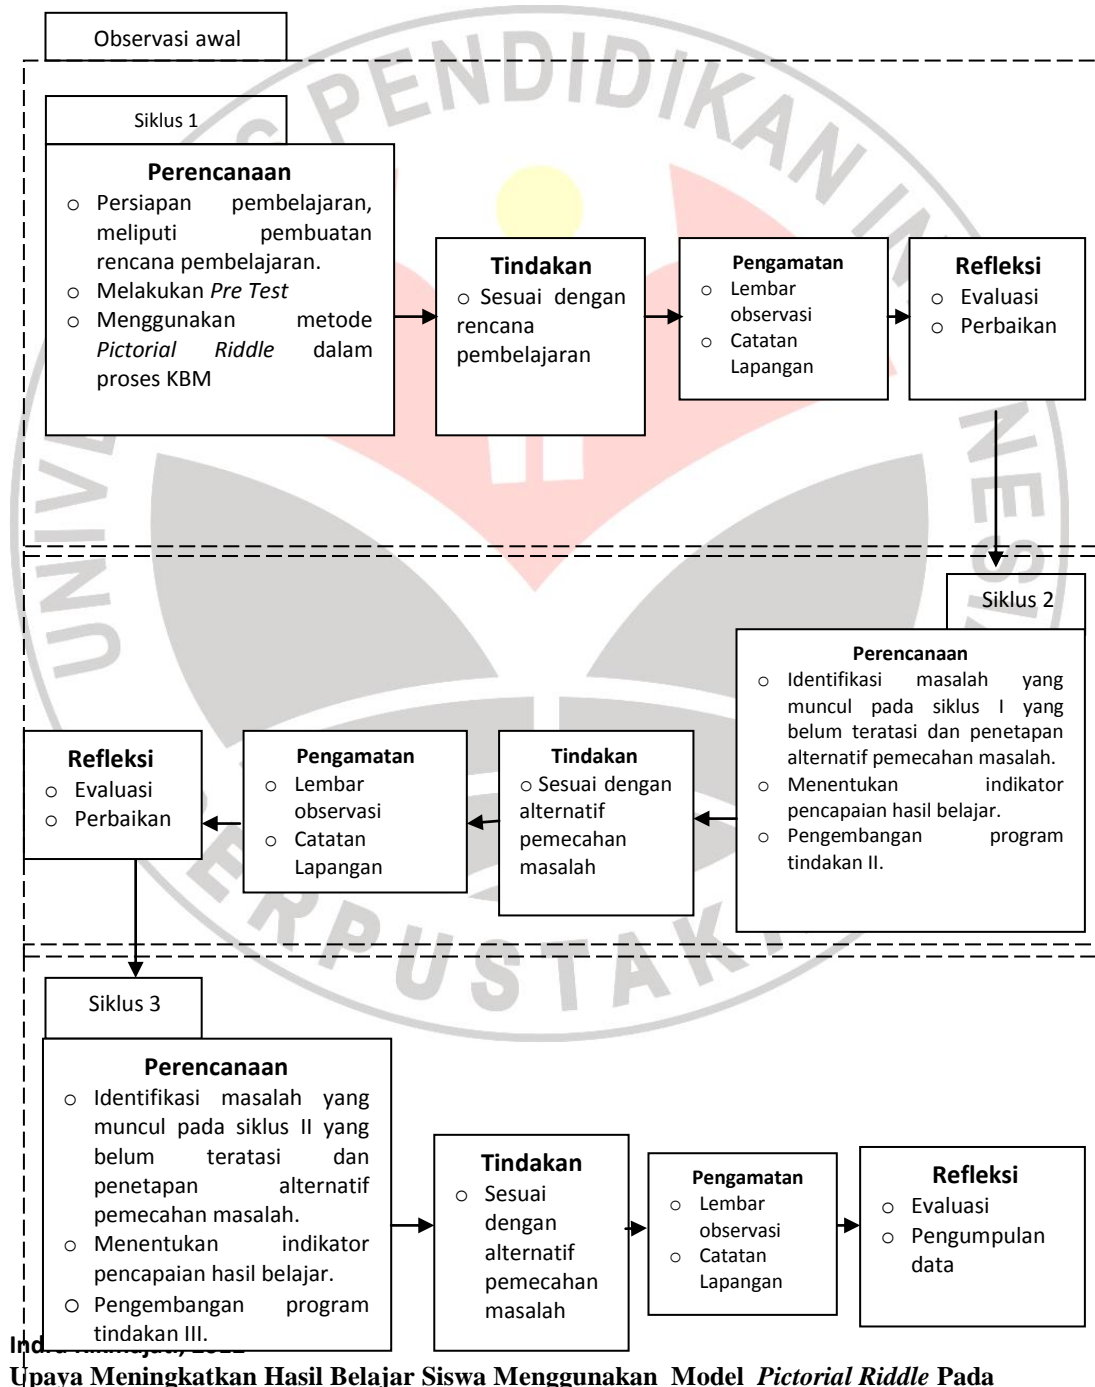 Observasi awal
Siklus 1
Perencanaan
○ Persiapan pembelajaran,
meliputi pembuatan
rencana pembelajaran.
○ Melakukan Pre Test
○ Menggunakan metode
Pictorial Riddle dalam
proses KBM
Tindakan
○ Sesuai dengan
rencana
pembelajaran
Pengamatan
○ Lembar
observasi
○ Catatan
Lapangan
Refleksi
○ Evaluasi
○ Perbaikan
Siklus 2
Perencanaan
○ Identifikasi masalah yang
muncul pada siklus I yang
belum teratasi dan penetapan
alternatif pemecahan masalah.
○ Menentukan indikator
pencapaian hasil belajar.
○ Pengembangan program
tindakan II.
Tindakan
○ Sesuai dengan
alternatif
pemecahan
masalah
Pengamatan
○ Lembar
observasi
○ Catatan
Lapangan
Refleksi
○ Evaluasi
○ Perbaikan
Siklus 3
Perencanaan
○ Identifikasi masalah yang
muncul pada siklus II yang
belum teratasi dan
penetapan alternatif
pemecahan masalah.
○ Menentukan indikator
pencapaian hasil belajar.
○ Pengembangan program
tindakan III.
Tindakan
○ Sesuai
dengan
alternatif
pemecahan
masalah
Pengamatan
○ Lembar
observasi
○ Catatan
Lapangan
Refleksi
○ Evaluasi
○ Pengumpulan
data
Upaya Meningkatkan Hasil Belajar Siswa Menggunakan Model Pictorial Riddle Pada
PENDIDIKAN